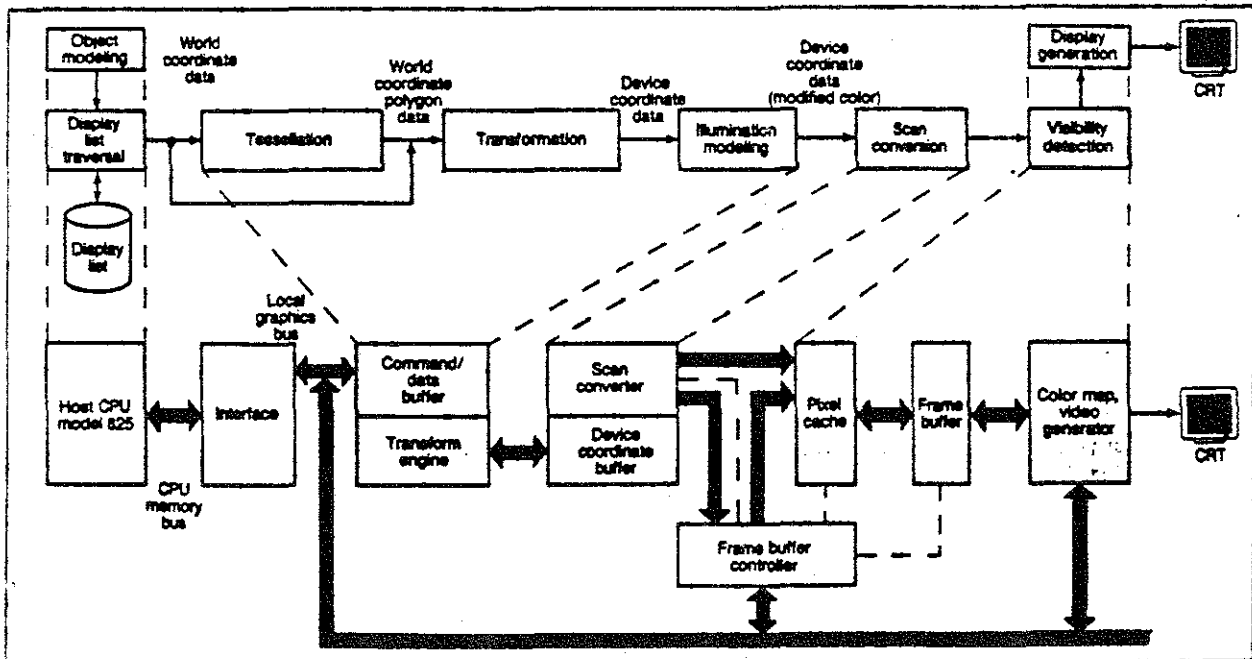 Object
modeling
World
coordinate
data
World
coordinate
polygon
data
Device
coordinate
data
Device
coordinate
data
(modified color)
Display
generation
CRT
Display
list
traversal
Tessellation
Transformation
Illumination
modeling
Scan
conversion
Visibility
detection
Display
list
Local
graphics
bus
Host CPU
model 825
Interface
Command/
data
buffer
Transform
engine
Scan
converter
Device
coordinate
buffer
Pixel
cache
Frame
buffer
Color map,
video
generator
CRT
CPU
memory
bus
Frame buffer
controller